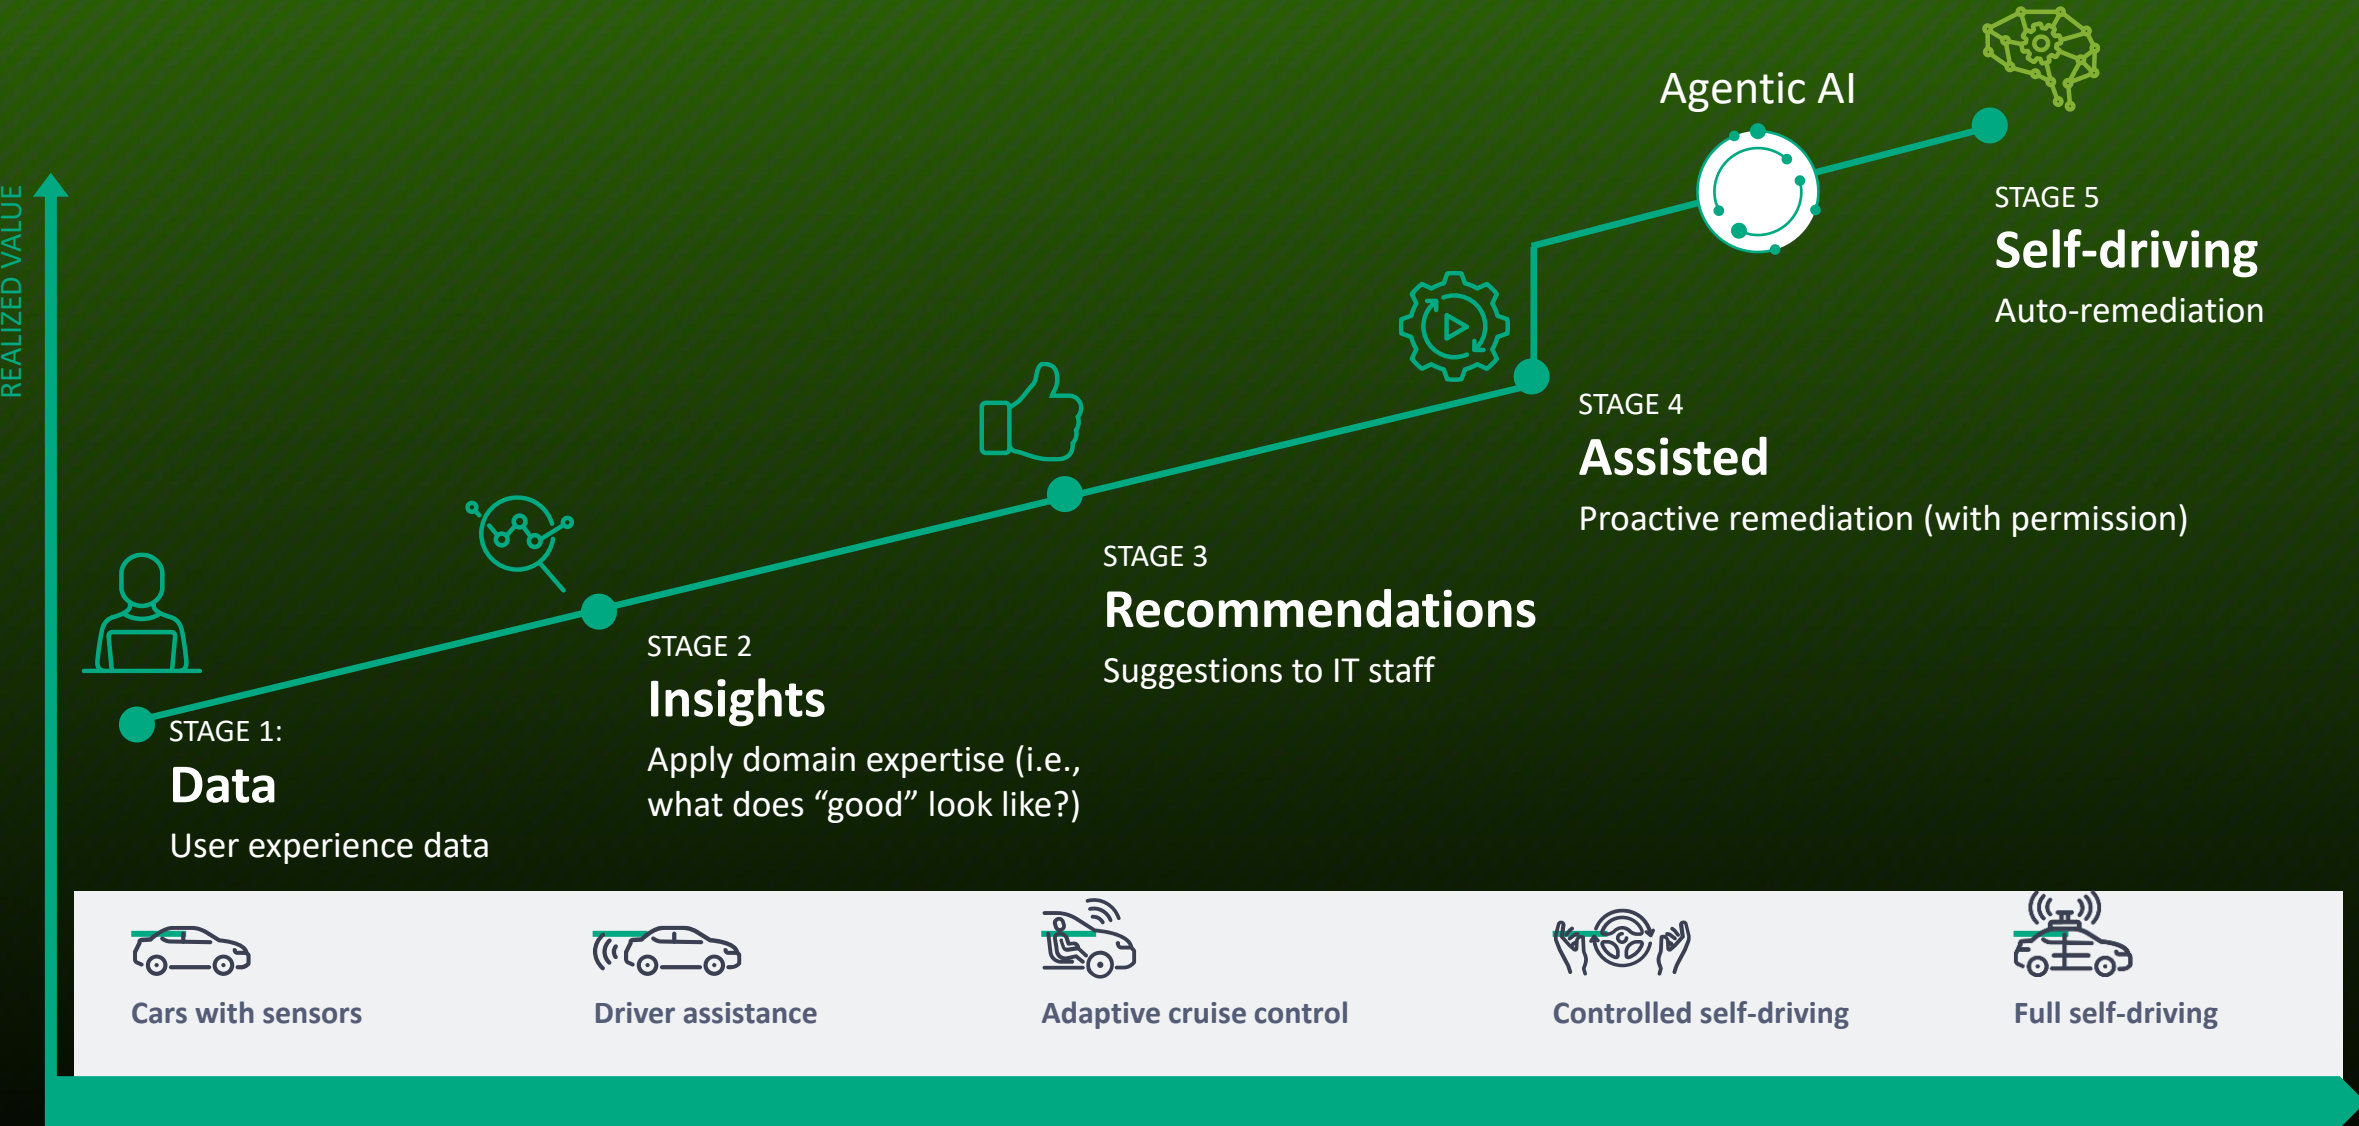 Agentic AI
REALIZED VALUE
STAGE 1:
Data
User experience data
STAGE 2
Insights
Apply domain expertise (i.e.,
what does “good” look like?)
STAGE 3
Recommendations
Suggestions to IT staff
STAGE 4
Assisted
Proactive remediation (with permission)
STAGE 5
Self-driving
Auto-remediation
Cars with sensors
Driver assistance
Adaptive cruise control
Controlled self-driving
Full self-driving